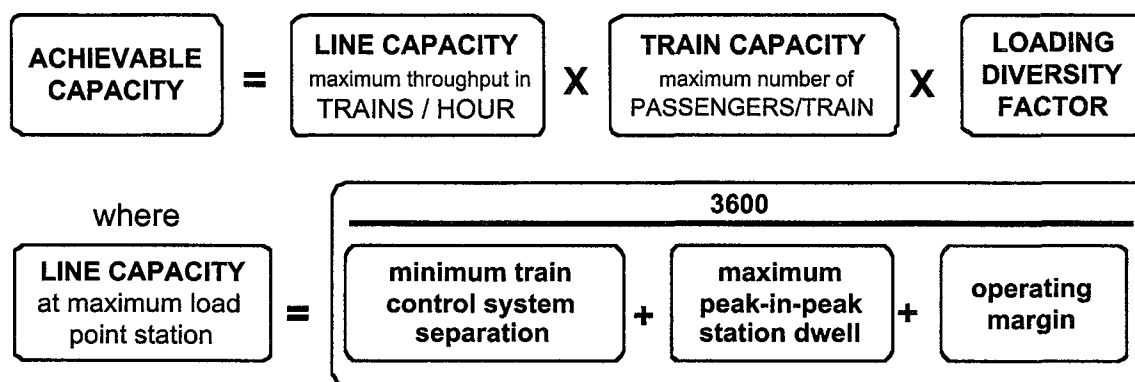 ACHIEVABLE CAPACITY = LINE CAPACITY maximum throughput in TRAINS / HOUR X TRAIN CAPACITY maximum number of PASSENGERS/TRAIN X LOADING DIVERSITY FACTOR
where
LINE CAPACITY at maximum load point station =
3600
minimum train control system separation + maximum peak-in-peak station dwell + operating margin